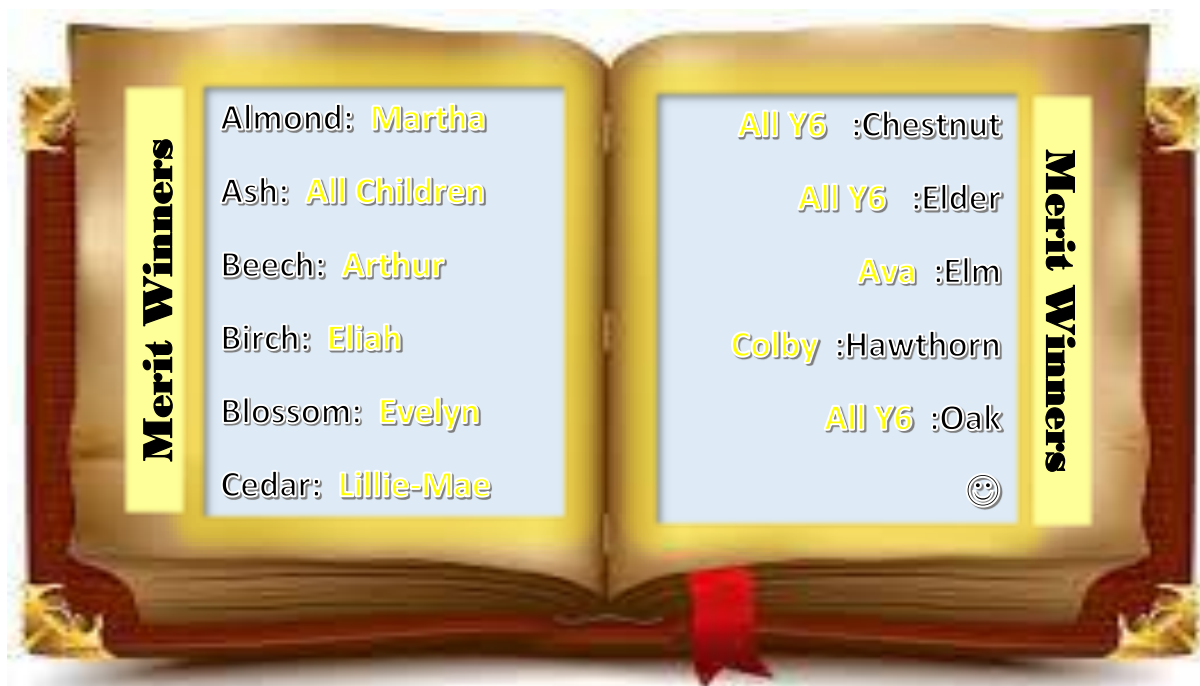 Merit Winners
Almond: Martha
Ash: All Children
Beech: Arthur
Birch: Eliah
Blossom: Evelyn
Cedar: Lillie-Mae
All Y6 :Chestnut
All Y6 :Elder
Ava :Elm
Colby :Hawthorn
All Y6 :Oak
☺
Merit Winners